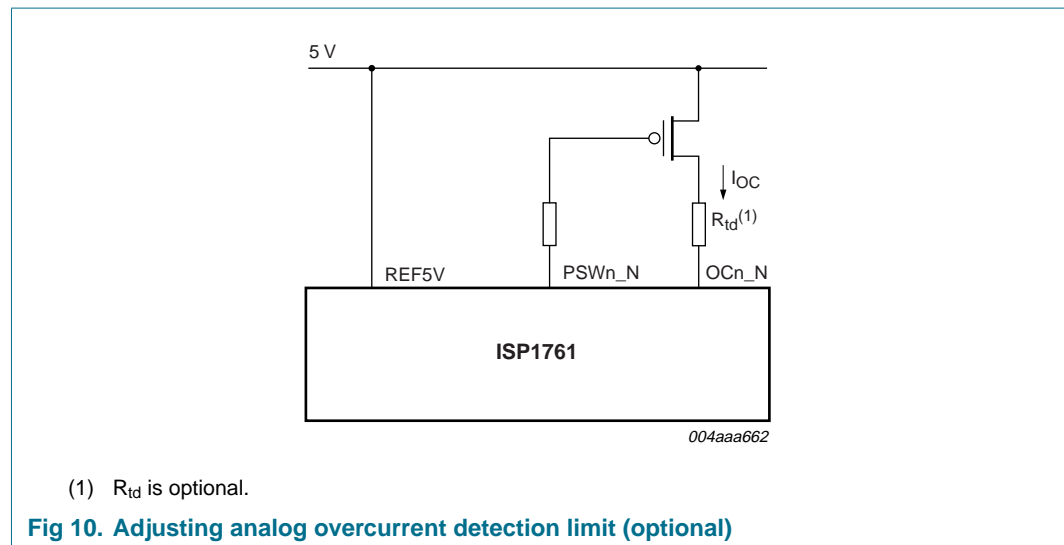 5 V
I_OC
R_td^(1)
REF5V PSWn_N OCn_N
ISP1761
004aaa662
(1) R_td is optional.
Fig 10. Adjusting analog overcurrent detection limit (optional)